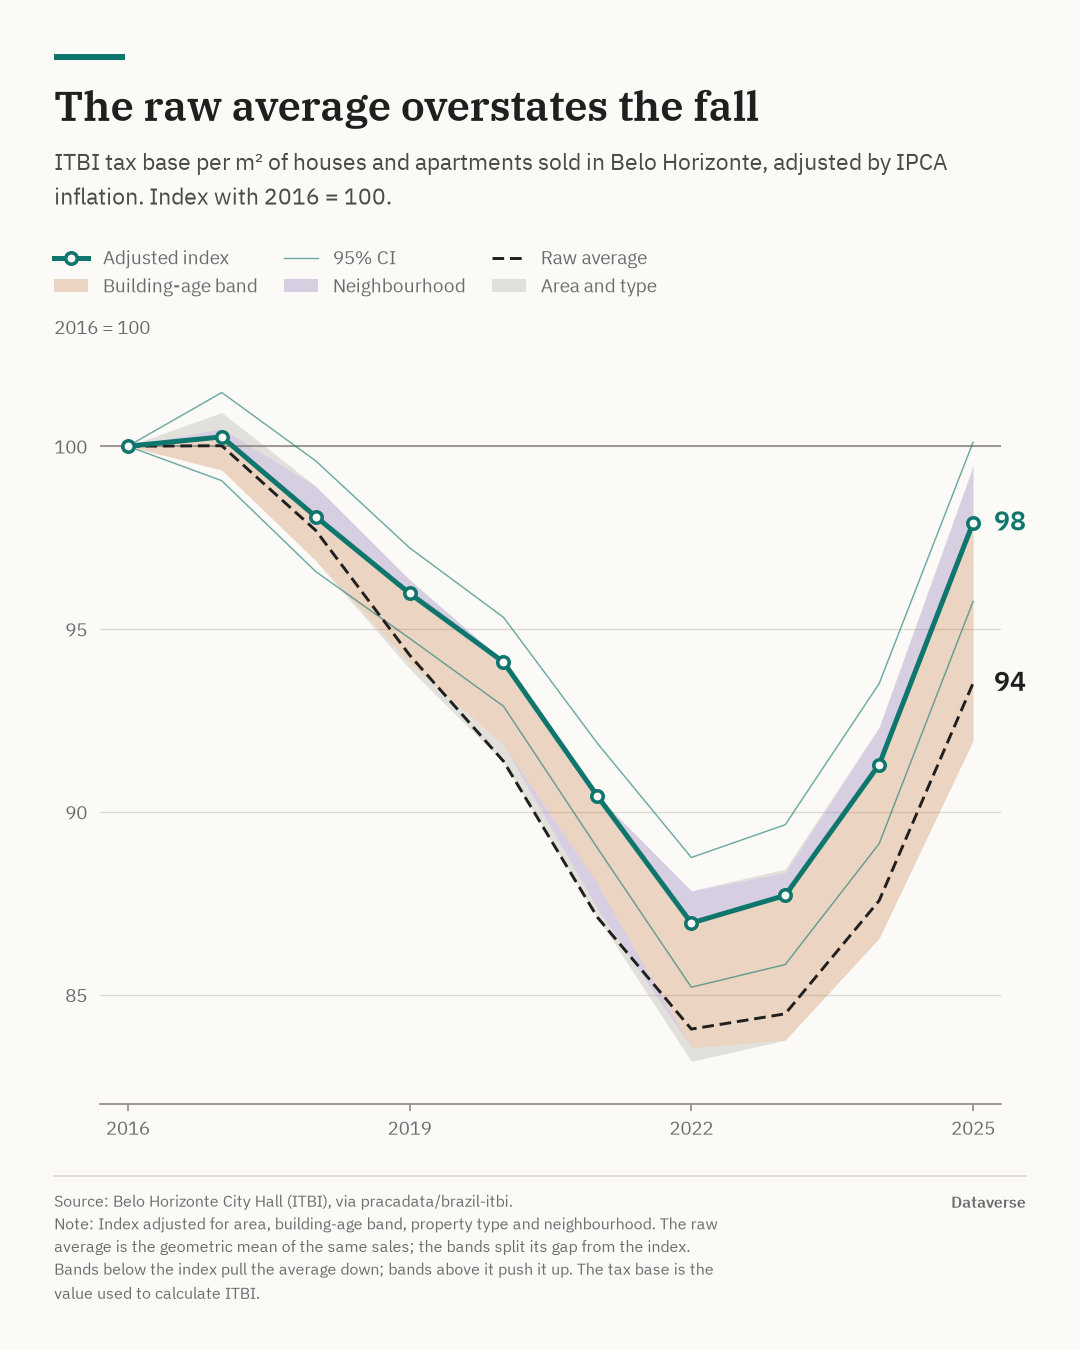 The raw average overstates the fall
ITBI tax base per m² of houses and apartments sold in Belo Horizonte, adjusted by IPCA
inflation. Index with 2016 = 100.
Adjusted index
95% CI
Raw average
Building-age band
Neighbourhood
Area and type
2016 = 100
100
98
95
94
90
85
2016
2019
2022
2025
Source: Belo Horizonte City Hall (ITBI), via pracadata/brazil-itbi.
Dataverse
Note: Index adjusted for area, building-age band, property type and neighbourhood. The raw
average is the geometric mean of the same sales; the bands split its gap from the index.
Bands below the index pull the average down; bands above it push it up. The tax base is the
value used to calculate ITBI.